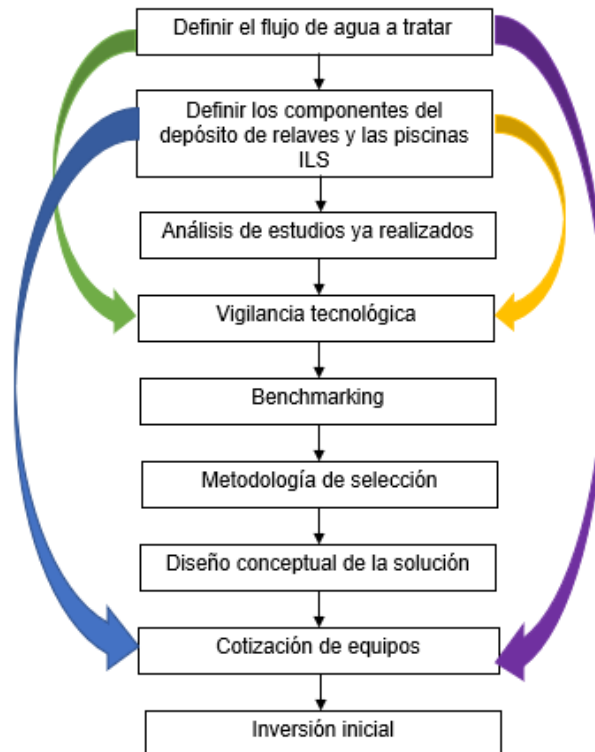 Definir el flujo de agua a tratar
Definir los componentes del
depósito de relaves y las piscinas
ILS
Análisis de estudios ya realizados
Vigilancia tecnológica
Benchmarking
Metodología de selección
Diseño conceptual de la solución
Cotización de equipos
Inversión inicial